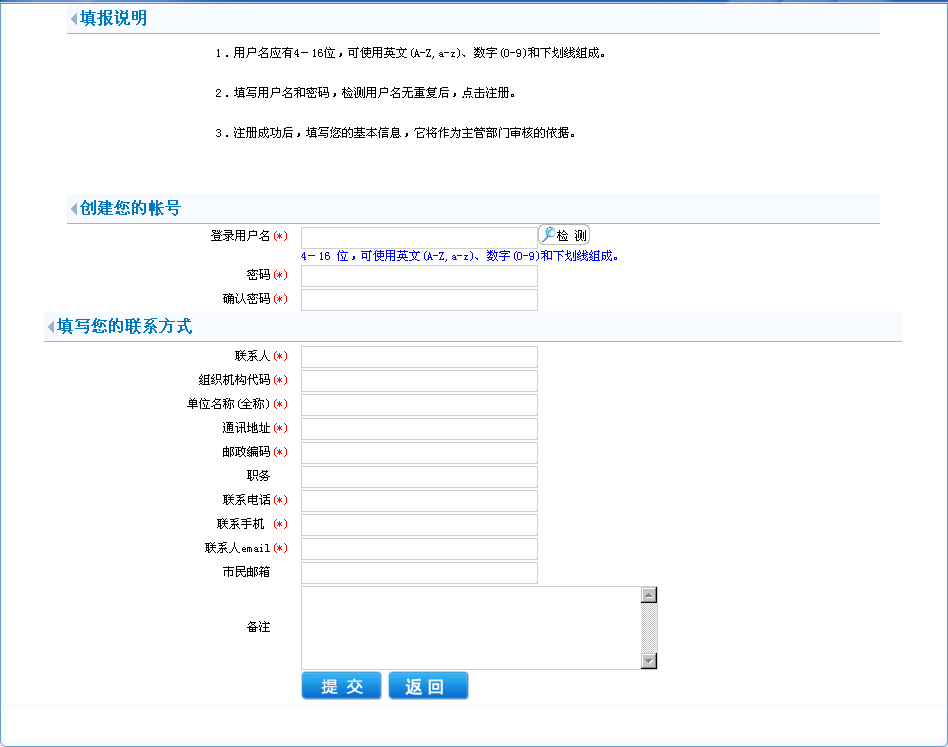 填报说明
1．用户名应有4－16位，可使用英文(A-Z,a-z)、数字(0-9)和下划线组成。
2．填写用户名和密码，检测用户名无重复后，点击注册。
3．注册成功后，填写您的基本信息，它将作为主管部门审核的依据。
创建您的帐号
登录用户名(*) 检 测
4－16 位，可使用英文(A-Z,a-z)、数字(0-9)和下划线组成。
密码(*)
确认密码(*)
填写您的联系方式
联系人(*)
组织机构代码(*)
单位名称(全称)(*)
通讯地址(*)
邮政编码(*)
职务
联系电话(*)
联系手机 (*)
联系人email(*)
市民邮箱
备注
提 交 返 回